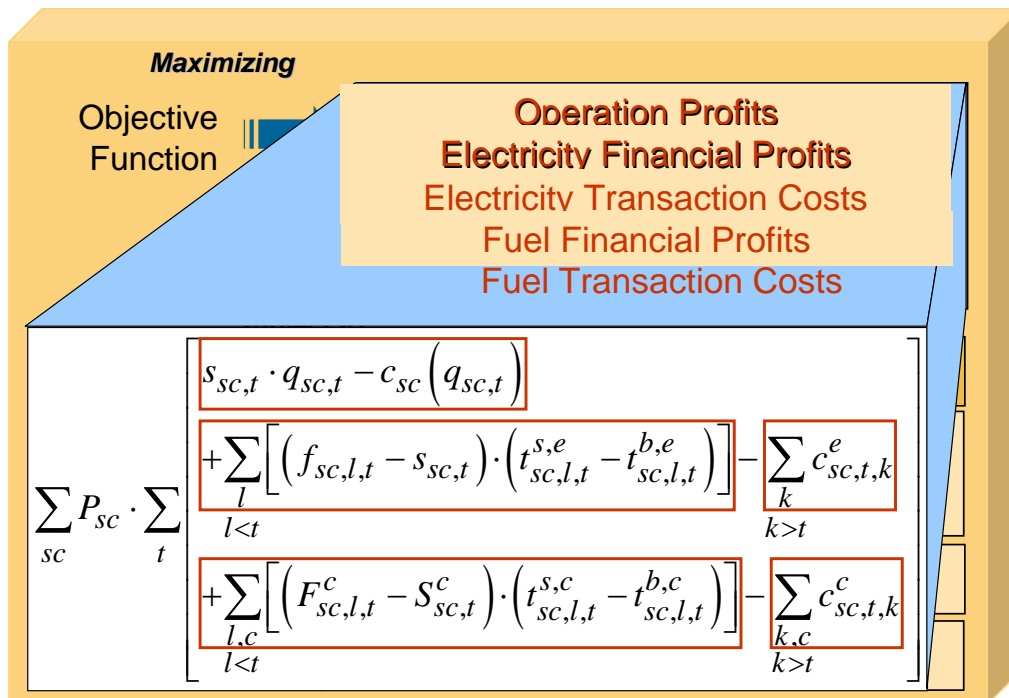 Maximizing
Objective
Function
Operation Profits
Electricity Financial Profits
Electricity Transaction Costs
Fuel Financial Profits
Fuel Transaction Costs
s_{sc,t} · q_{sc,t} − c_{sc}(q_{sc,t})
+ ∑_{l, l<t} [(f_{sc,l,t} − s_{sc,t}) · (t^{s,e}_{sc,l,t} − t^{b,e}_{sc,l,t})] − ∑_{k, k>t} c^{e}_{sc,t,k}
∑_{sc} P_{sc} · ∑_{t}
+ ∑_{l,c, l<t} [(F^{c}_{sc,l,t} − S^{c}_{sc,t}) · (t^{s,c}_{sc,l,t} − t^{b,c}_{sc,l,t})] − ∑_{k,c, k>t} c^{c}_{sc,t,k}